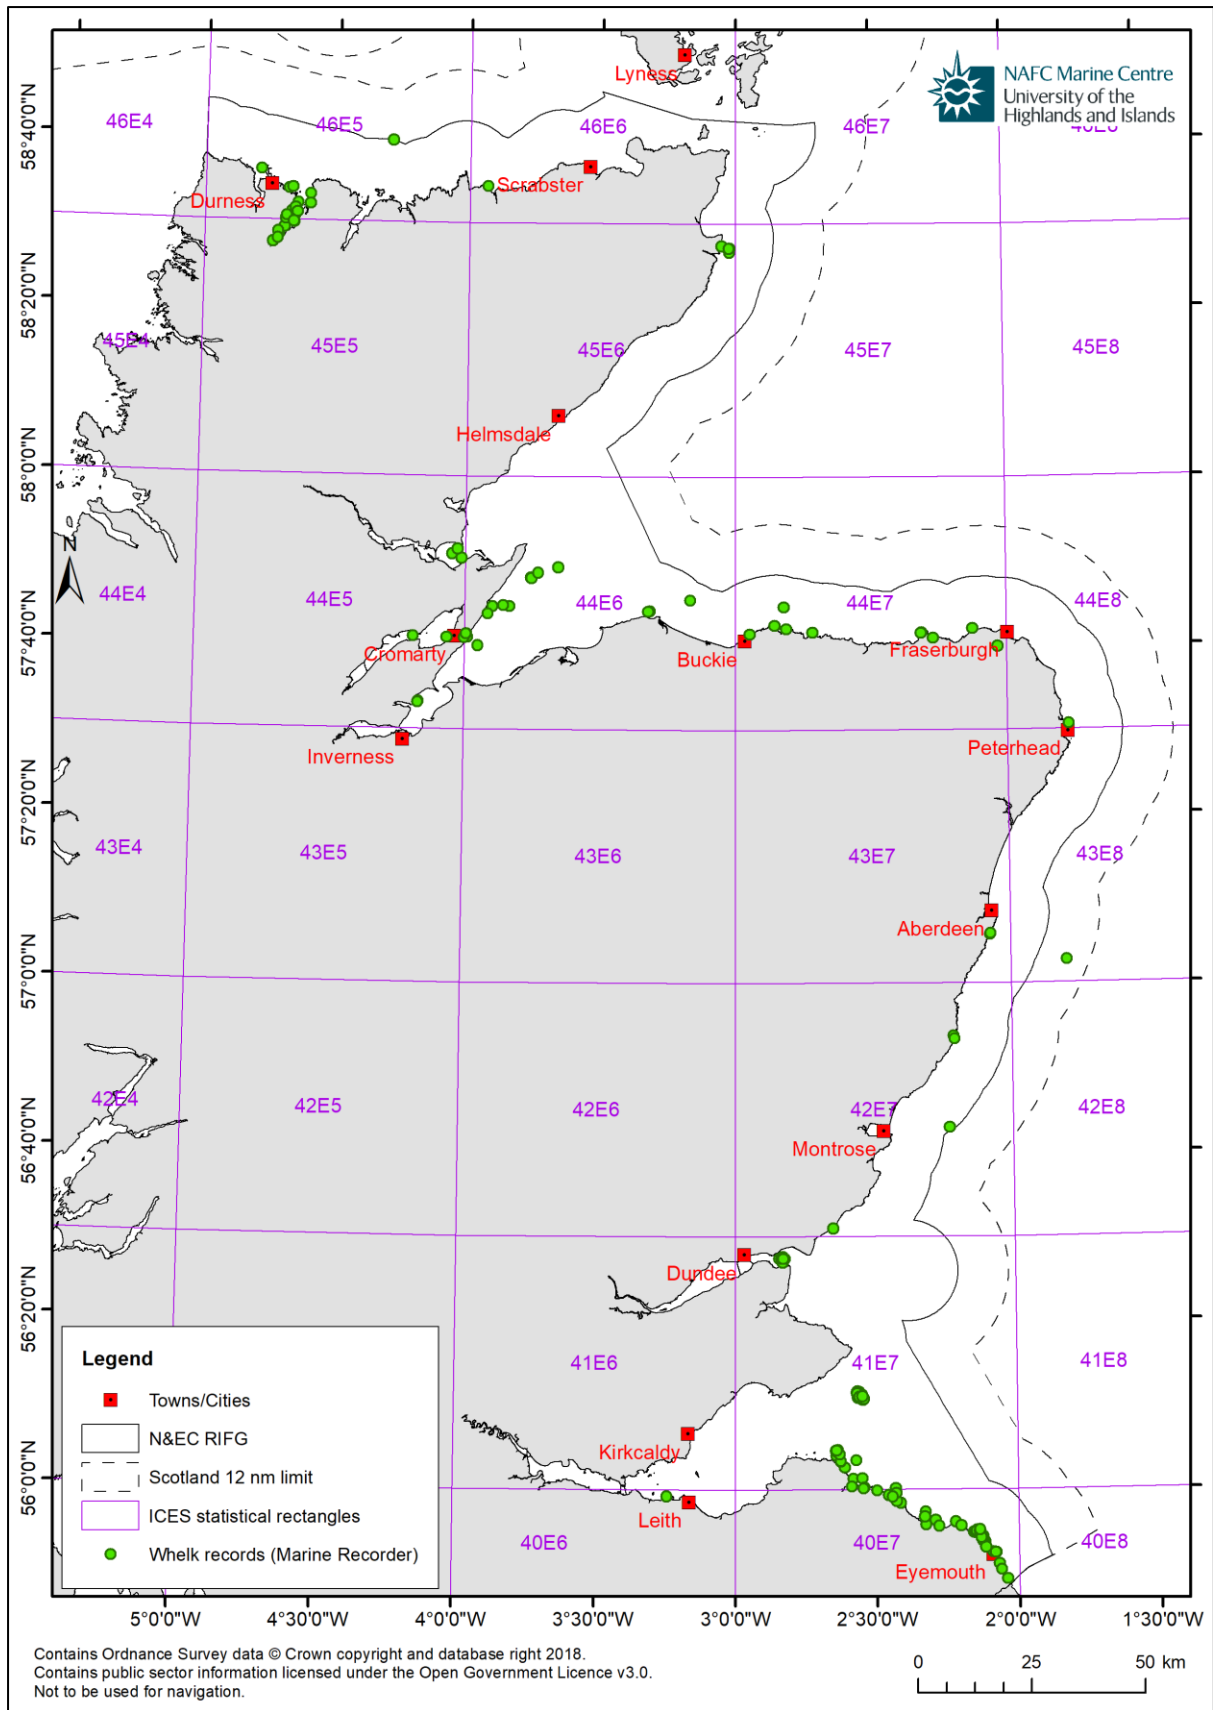 Lyness
NAFC Marine Centre
University of the
Highlands and Islands
46E4
46E5
46E6
46E7
46E8
58°40'0"N
Scrabster
Durness
58°20'0"N
45E4
45E5
45E6
45E7
45E8
Helmsdale
58°0'0"N
N
44E4
44E5
44E6
44E7
44E8
57°40'0"N
Cromarty
Buckie
Fraserburgh
Inverness
Peterhead
57°20'0"N
43E4
43E5
43E6
43E7
43E8
Aberdeen
57°0'0"N
42E4
42E5
42E6
42E7
42E8
56°40'0"N
Montrose
Dundee
56°20'0"N
41E6
41E7
41E8
Legend
Towns/Cities
N&EC RIFG
Scotland 12 nm limit
ICES statistical rectangles
Whelk records (Marine Recorder)
Kirkcaldy
56°0'0"N
Leith
40E6
40E7
40E8
Eyemouth
5°0'0"W
4°30'0"W
4°0'0"W
3°30'0"W
3°0'0"W
2°30'0"W
2°0'0"W
1°30'0"W
Contains Ordnance Survey data © Crown copyright and database right 2018.
Contains public sector information licensed under the Open Government Licence v3.0.
Not to be used for navigation.
0 25 50 km